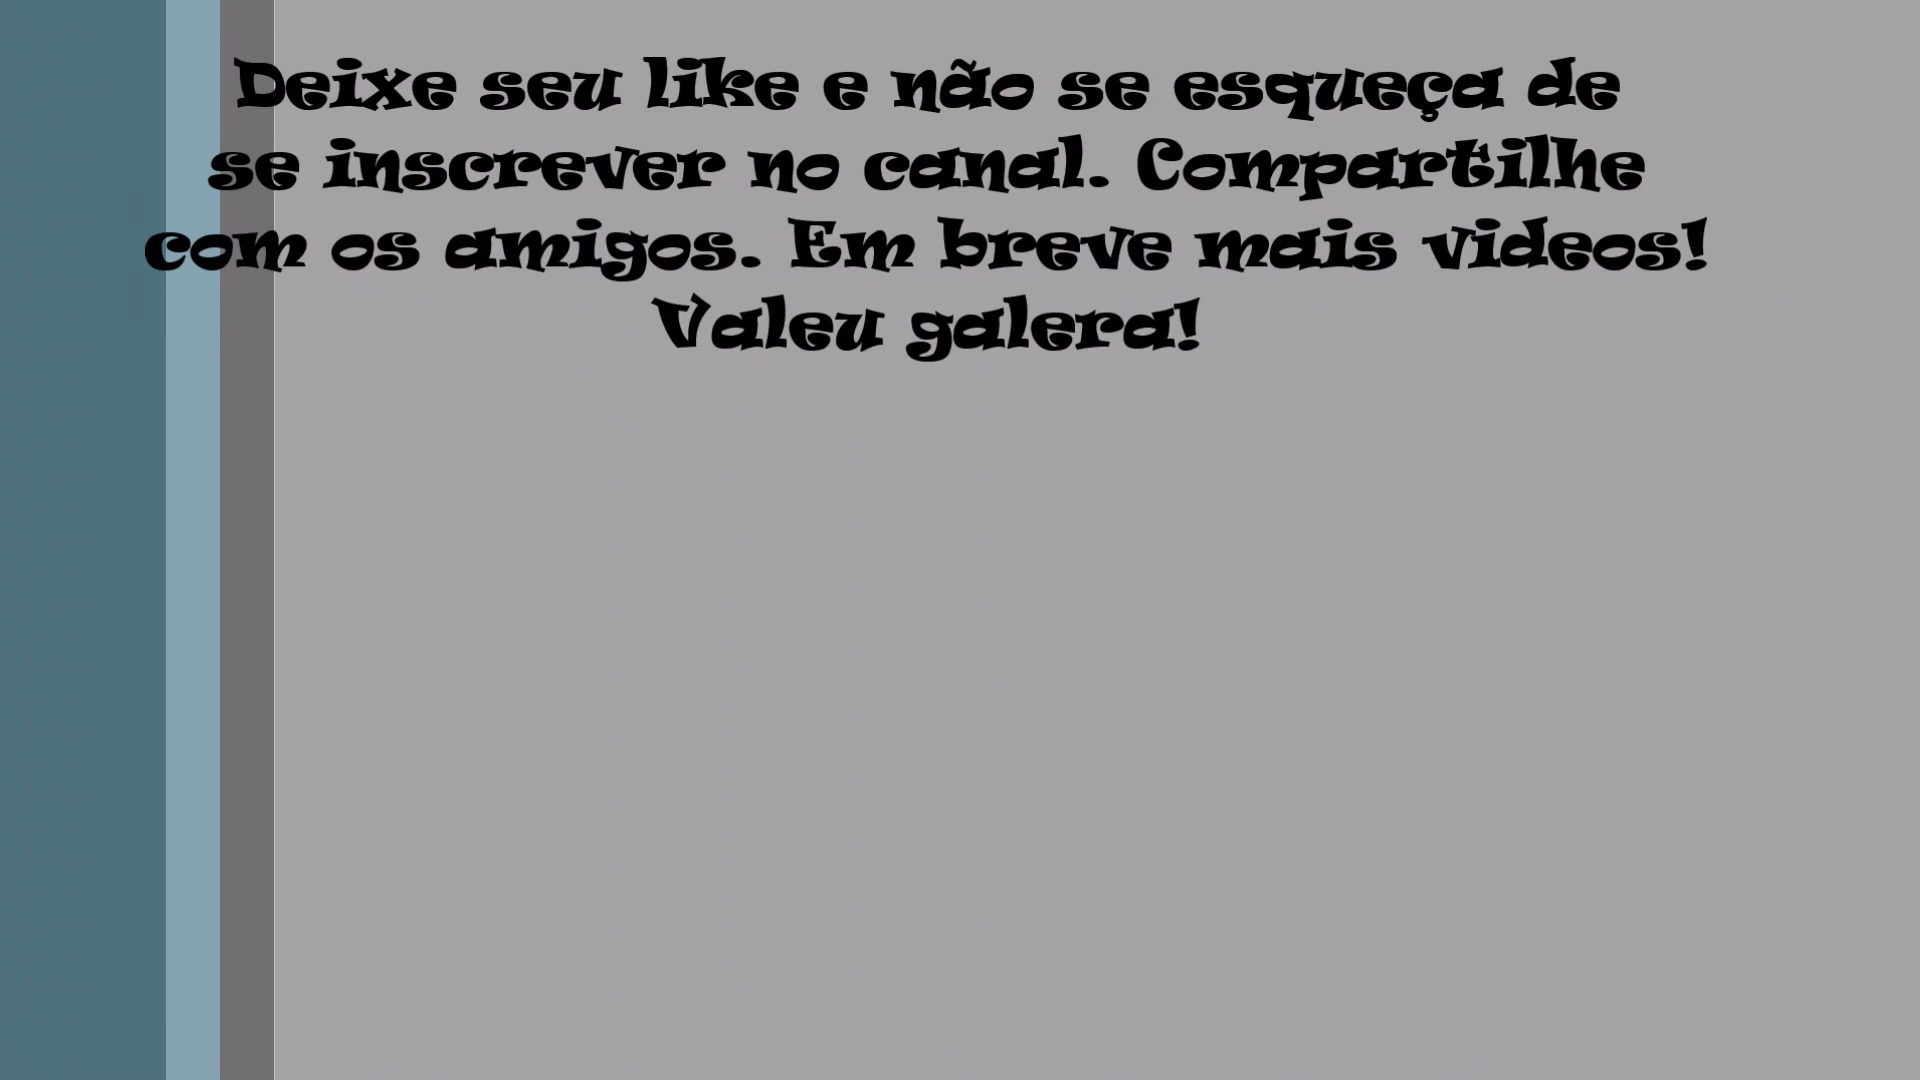 Deixe seu like e não se esqueça de
se inscrever no canal. Compartilhe
com os amigos. Em breve mais videos!
Valeu galera!